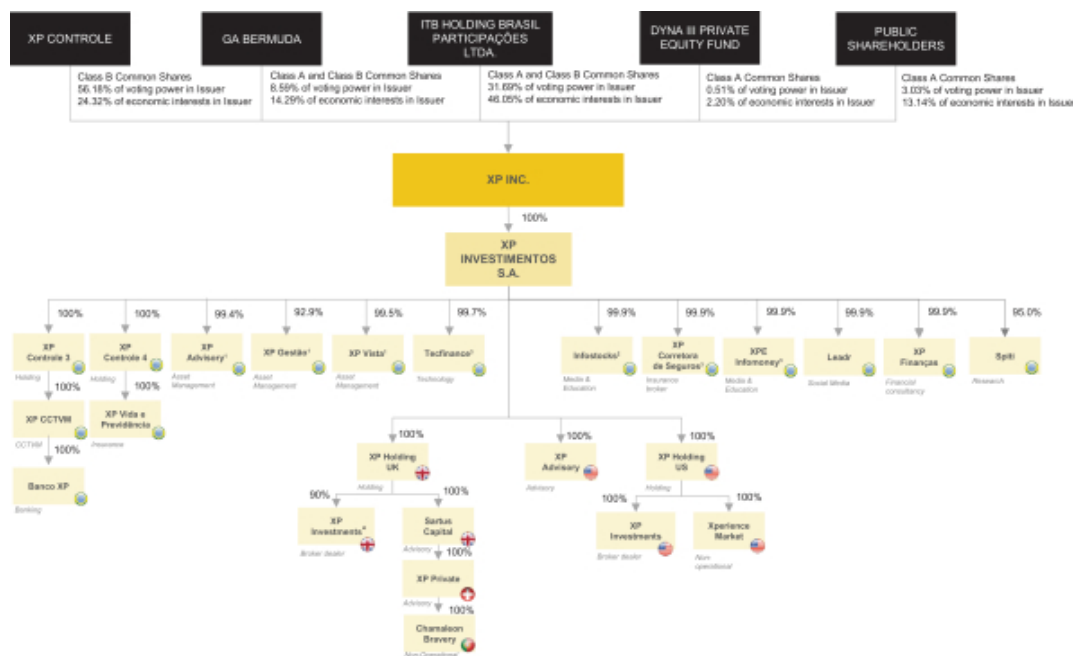 XP CONTROLE
GA BERMUDA
ITB HOLDING BRASIL
PARTICIPAÇÕES
LTDA.
DYNA III PRIVATE
EQUITY FUND
PUBLIC
SHAREHOLDERS
Class B Common Shares
56.18% of voting power in Issuer
24.32% of economic interests in Issuer
Class A and Class B Common Shares
8.59% of voting power in Issuer
14.29% of economic interests in Issuer
Class A and Class B Common Shares
31.69% of voting power in Issuer
46.05% of economic interests in Issuer
Class A Common Shares
0.51% of voting power in Issuer
2.20% of economic interests in Issuer
Class A Common Shares
3.03% of voting power in Issuer
13.14% of economic interests in Issuer
XP INC.
100%
XP
INVESTIMENTOS
S.A.
100%
100%
99.4%
92.9%
99.5%
99.7%
99.9%
99.9%
99.9%
99.9%
99.9%
95.0%
XP
Controle 3
Holding
XP
Controle 4
Holding
XP
Advisory¹
Asset
Management
XP Gestão¹
Asset
Management
XP Vista¹
Asset Management
Tecfinance
Technology
Infostocks
Media &
Education
XP
Corretora
de Seguros
Insurance
broker
XPE
Infomoney
Media &
Education
Leadr
Social Media
XP
Finanças
Financial
consultancy
Spiti
Research
100%
100%
XP CCTVM
CCTVM
XP Vida e
Previdência
Insurance
100%
Banco XP
Banking
100%
100%
100%
XP Holding
UK
Holding
XP
Advisory
Advisory
XP Holding
US
Holding
90%
100%
100%
100%
XP
Investments⁴
Broker dealer
Sartus
Capital
Advisory
XP
Investments
Broker dealer
Xperience
Market
Non-
operational
100%
XP Private
Advisory
100%
Chamaleon
Bravery
Non Operational